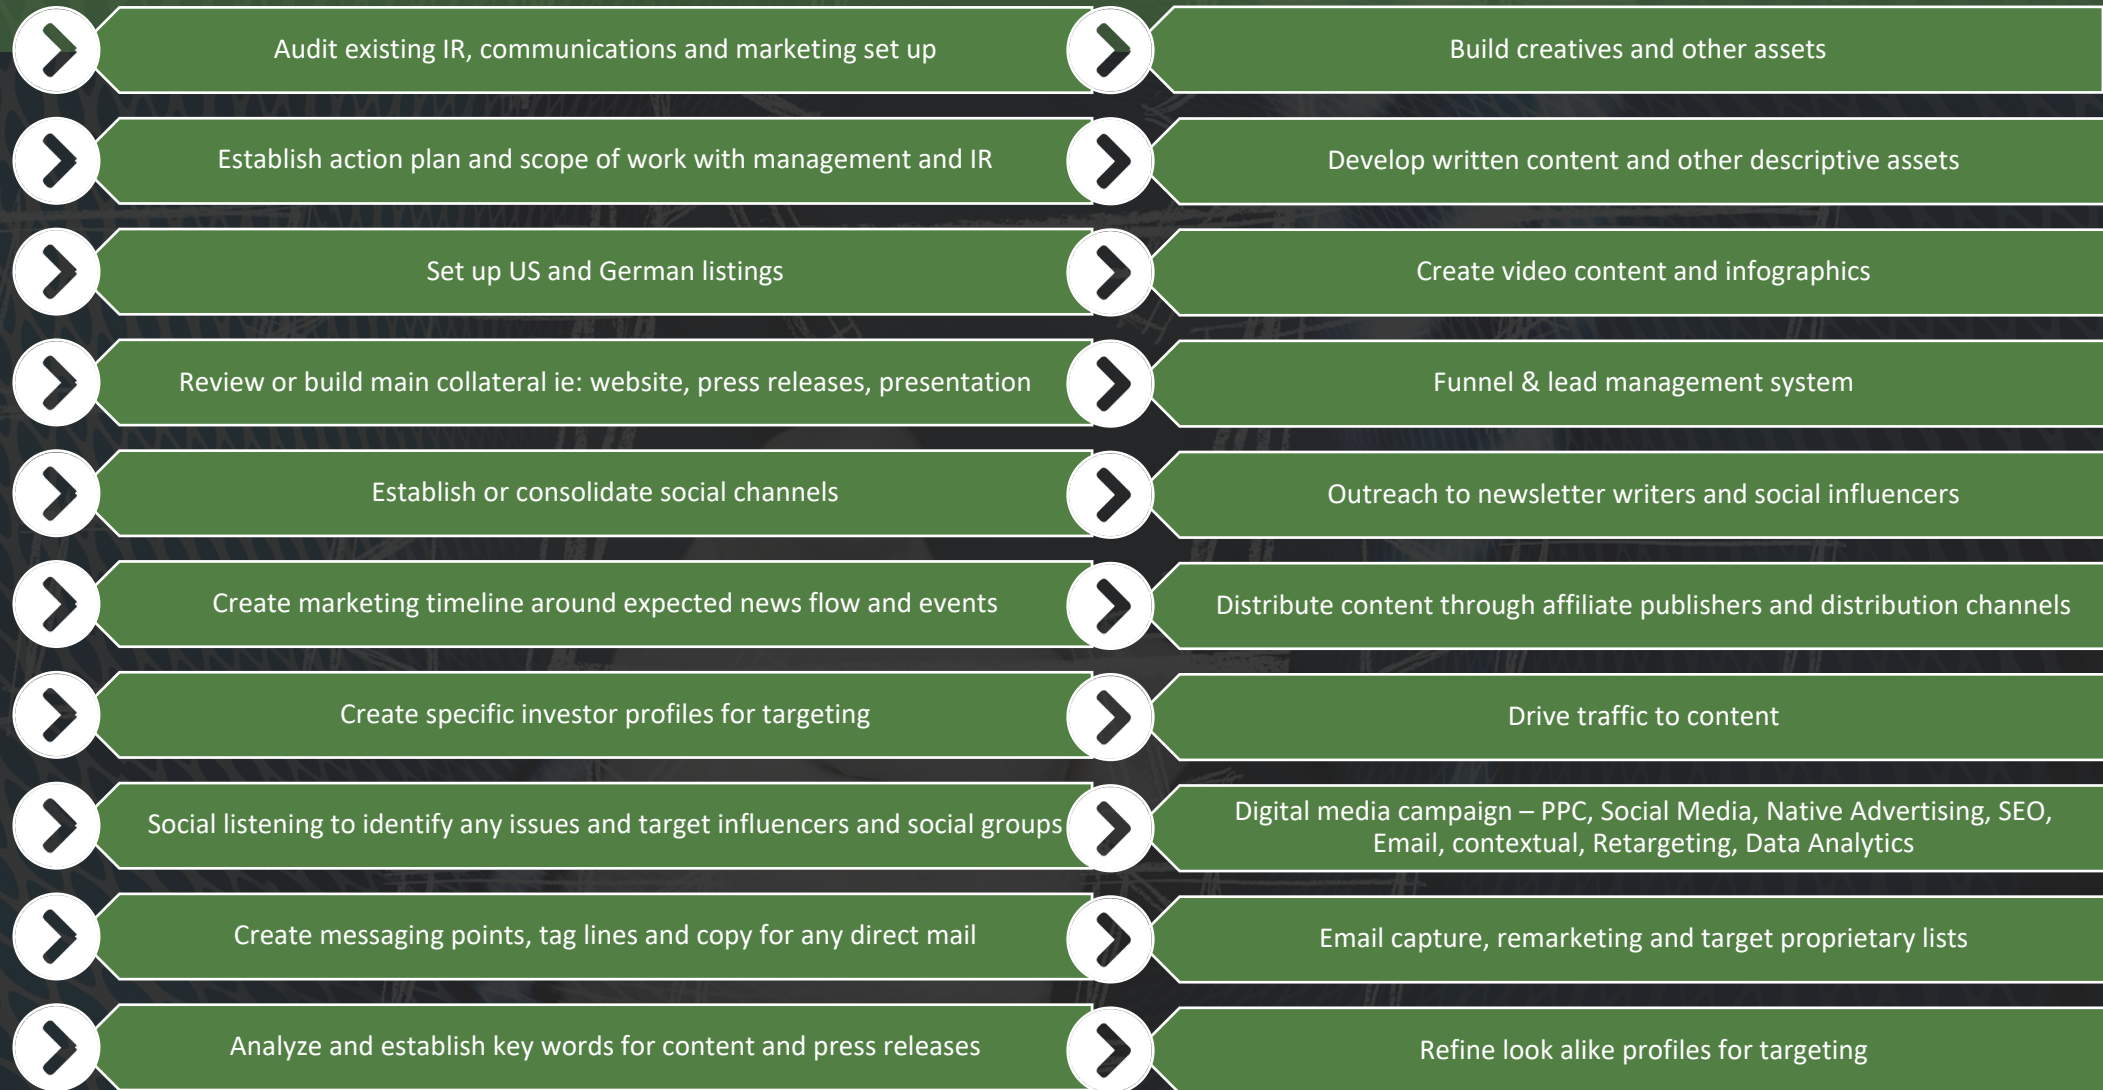 Audit existing IR, communications and marketing set up
Establish action plan and scope of work with management and IR
Set up US and German listings
Review or build main collateral ie: website, press releases, presentation
Establish or consolidate social channels
Create marketing timeline around expected news flow and events
Create specific investor profiles for targeting
Social listening to identify any issues and target influencers and social groups
Create messaging points, tag lines and copy for any direct mail
Analyze and establish key words for content and press releases
Build creatives and other assets
Develop written content and other descriptive assets
Create video content and infographics
Funnel & lead management system
Outreach to newsletter writers and social influencers
Distribute content through affiliate publishers and distribution channels
Drive traffic to content
Digital media campaign – PPC, Social Media, Native Advertising, SEO,
Email, contextual, Retargeting, Data Analytics
Email capture, remarketing and target proprietary lists
Refine look alike profiles for targeting